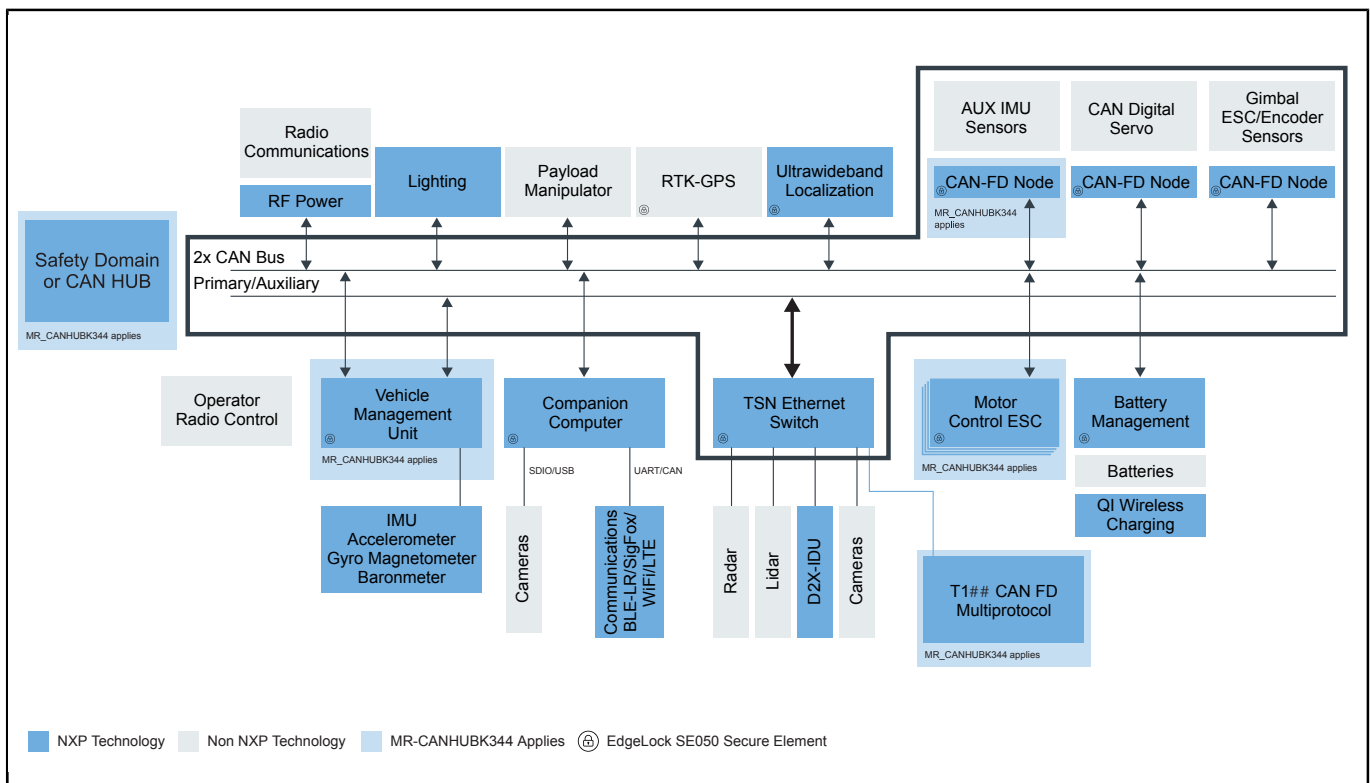 AUX IMU
Sensors
CAN Digital
Servo
Gimbal
ESC/Encoder
Sensors
Radio
Communications
RF Power
Lighting
Payload
Manipulator
RTK-GPS
Ultrawideband
Localization
CAN-FD Node
CAN-FD Node
CAN-FD Node
MR_CANHUBK344
applies
Safety Domain
or CAN HUB
MR_CANHUBK344 applies
2x CAN Bus
Primary/Auxiliary
Operator
Radio Control
Vehicle
Management
Unit
MR_CANHUBK344 applies
Companion
Computer
TSN Ethernet
Switch
Motor
Control ESC
MR_CANHUBK344 applies
Battery
Management
Batteries
QI Wireless
Charging
SDIO/USB
UART/CAN
IMU
Accelerometer
Gyro Magnetometer
Baronmeter
Cameras
Communications
BLE-LR/SigFox/
WiFi/LTE
Radar
Lidar
D2X-IDU
Cameras
T1## CAN FD
Multiprotocol
MR_CANHUBK344 applies
NXP Technology
Non NXP Technology
MR-CANHUBK344 Applies
EdgeLock SE050 Secure Element